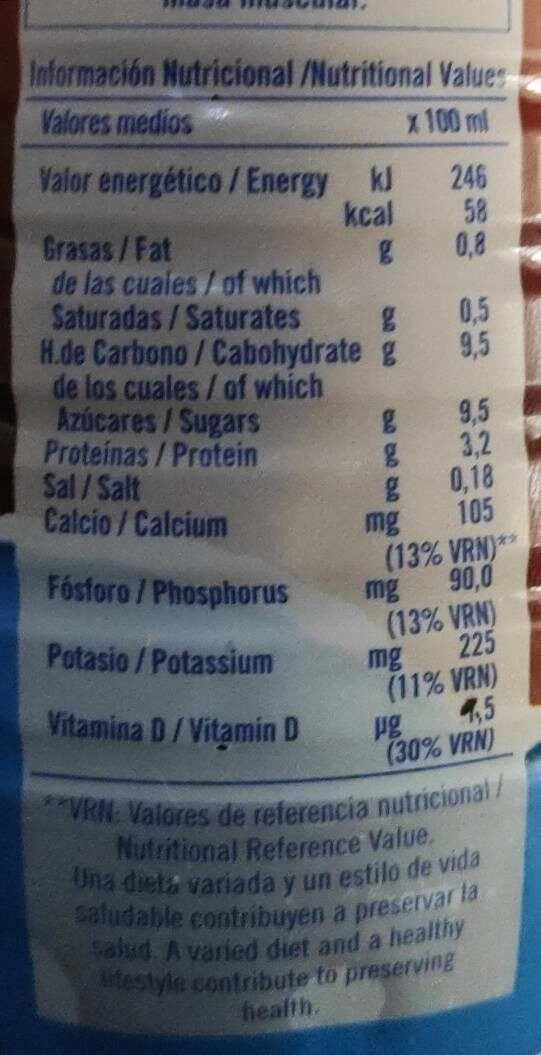 masa muscular.
Información Nutricional /Nutritional Values
Valores medios x 100 ml
Valor energético / Energy kJ 246
kcal 58
Grasas / Fat g 0,8
de las cuales / of which
Saturadas / Saturates g 0,5
H.de Carbono / Cabohydrate g 9,5
de los cuales / of which
Azúcares / Sugars g 9,5
Proteínas / Protein g 3,2
Sal / Salt g 0,18
Calcio / Calcium mg 105
(13% VRN)**
Fósforo / Phosphorus mg 90,0
(13% VRN)
Potasio / Potassium mg 225
(11% VRN)
Vitamina D / Vitamin D µg 1,5
(30% VRN)
**VRN: Valores de referencia nutricional /
Nutritional Reference Value.
Una dieta variada y un estilo de vida
saludable contribuyen a preservar la
salud. A varied diet and a healthy
lifestyle contribute to preserving
health.